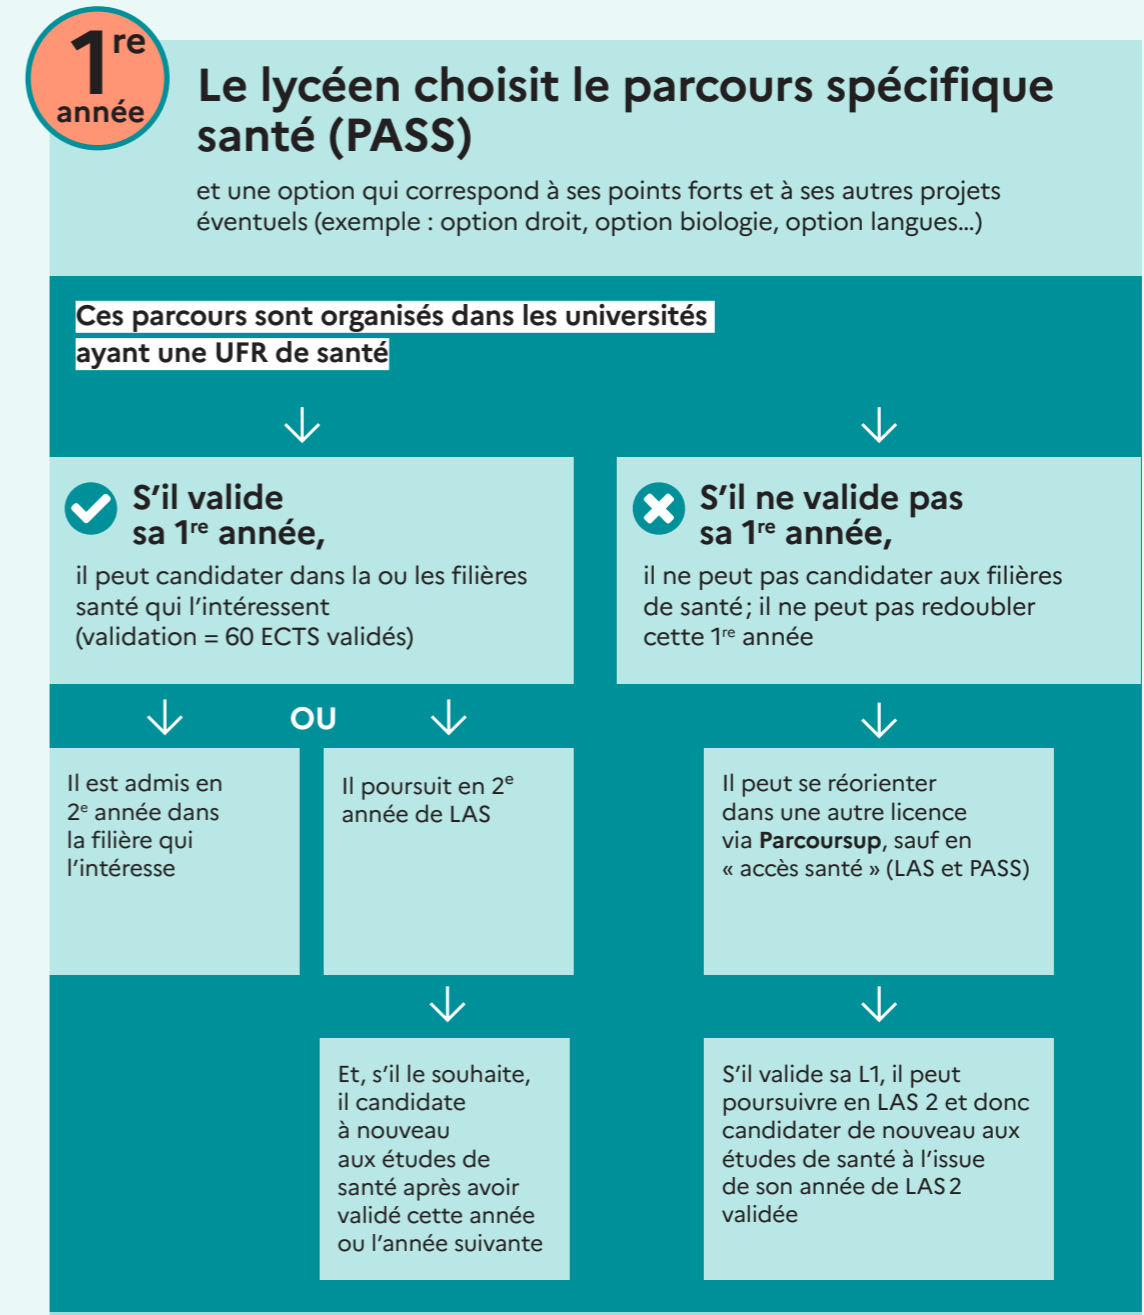 1re
année
Le lycéen choisit le parcours spécifique
santé (PASS)
et une option qui correspond à ses points forts et à ses autres projets
éventuels (exemple : option droit, option biologie, option langues…)
Ces parcours sont organisés dans les universités
ayant une UFR de santé
S'il valide
sa 1re année,
il peut candidater dans la ou les filières
santé qui l'intéressent
(validation = 60 ECTS validés)
S'il ne valide pas
sa 1re année,
il ne peut pas candidater aux filières
de santé ; il ne peut pas redoubler
cette 1re année
OU
Il est admis en
2e année dans
la filière qui
l'intéresse
Il poursuit en 2e
année de LAS
Il peut se réorienter
dans une autre licence
via Parcoursup, sauf en
« accès santé » (LAS et PASS)
Et, s'il le souhaite,
il candidate
à nouveau
aux études de
santé après avoir
validé cette année
ou l'année suivante
S'il valide sa L1, il peut
poursuivre en LAS 2 et donc
candidater de nouveau aux
études de santé à l'issue
de son année de LAS 2
validée